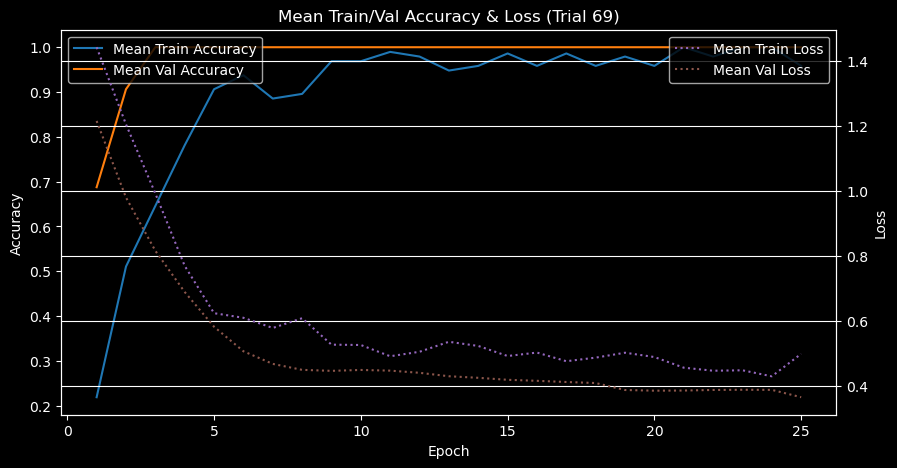 Mean Train/Val Accuracy & Loss (Trial 69)
Mean Train Accuracy
Mean Val Accuracy
Mean Train Loss
Mean Val Loss
1.0
0.9
0.8
0.7
0.6
0.5
0.4
0.3
0.2
Accuracy
1.4
1.2
1.0
0.8
0.6
0.4
Loss
0 5 10 15 20 25
Epoch